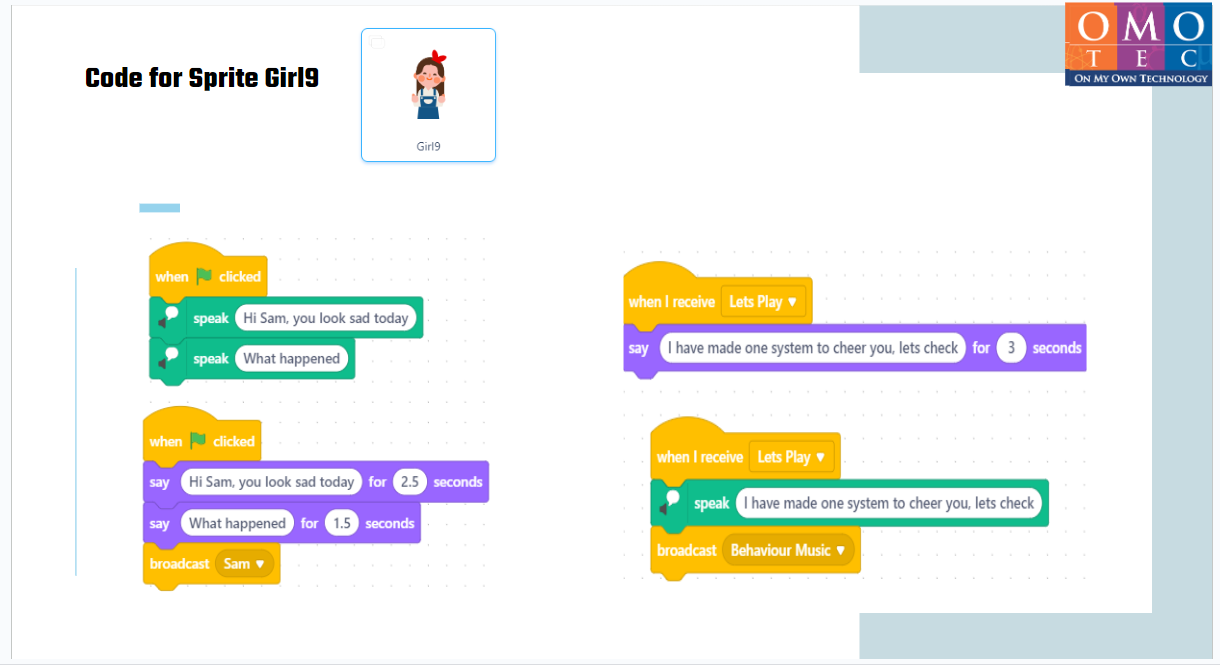 Code for Sprite Girl9
Girl9
OMO
TEC
ON MY OWN TECHNOLOGY
when clicked
speak Hi Sam, you look sad today
speak What happened
when clicked
say Hi Sam, you look sad today for 2.5 seconds
say What happened for 1.5 seconds
broadcast Sam
when I receive Lets Play
say I have made one system to cheer you, lets check for 3 seconds
when I receive Lets Play
speak I have made one system to cheer you, lets check
broadcast Behaviour Music